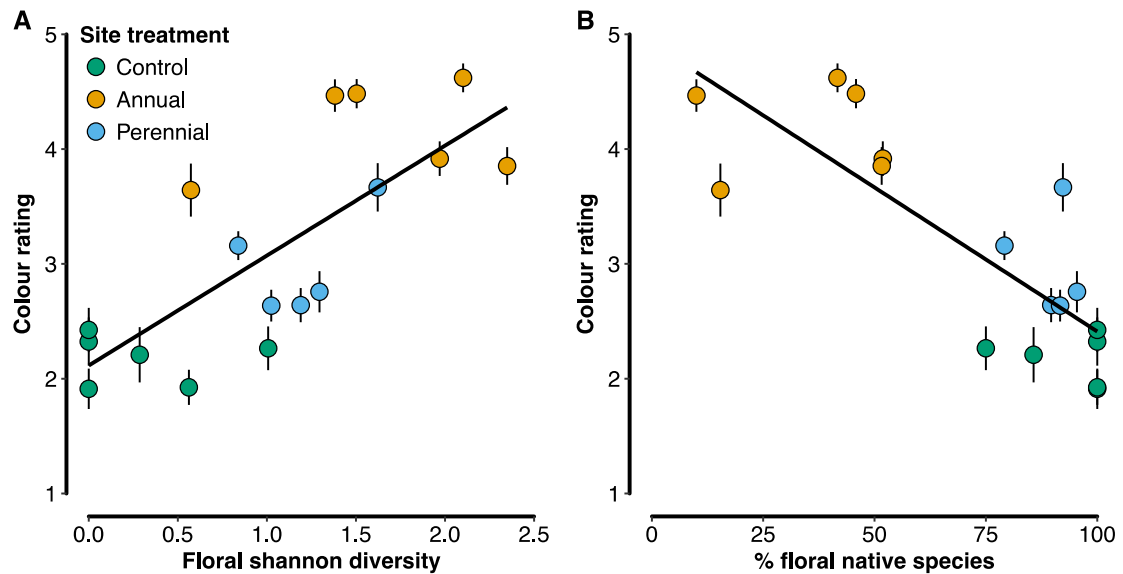 A
5
4
3
2
1
Colour rating
Site treatment
Control
Annual
Perennial
0.0 0.5 1.0 1.5 2.0 2.5
Floral shannon diversity
B
5
4
3
2
1
Colour rating
0 25 50 75 100
% floral native species